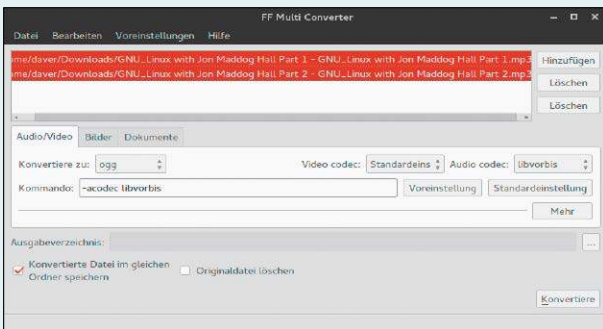 FF Multi Converter
Datei Bearbeiten Voreinstellungen Hilfe
me/daver/Downloads/GNU_Linux with Jon Maddog Hall Part 1 - GNU_Linux with Jon Maddog Hall Part 1.mp3
me/daver/Downloads/GNU_Linux with Jon Maddog Hall Part 2 - GNU_Linux with Jon Maddog Hall Part 2.mp3
Hinzufügen
Löschen
Löschen
Audio/Video Bilder Dokumente
Konvertiere zu: ogg Video codec: Standardeins Audio codec: libvorbis
Kommando: -acodec libvorbis Voreinstellung Standardeinstellung
Mehr
Ausgabeverzeichnis: ...
Konvertierte Datei im gleichen
Ordner speichern
Originaldatei löschen
Konvertiere